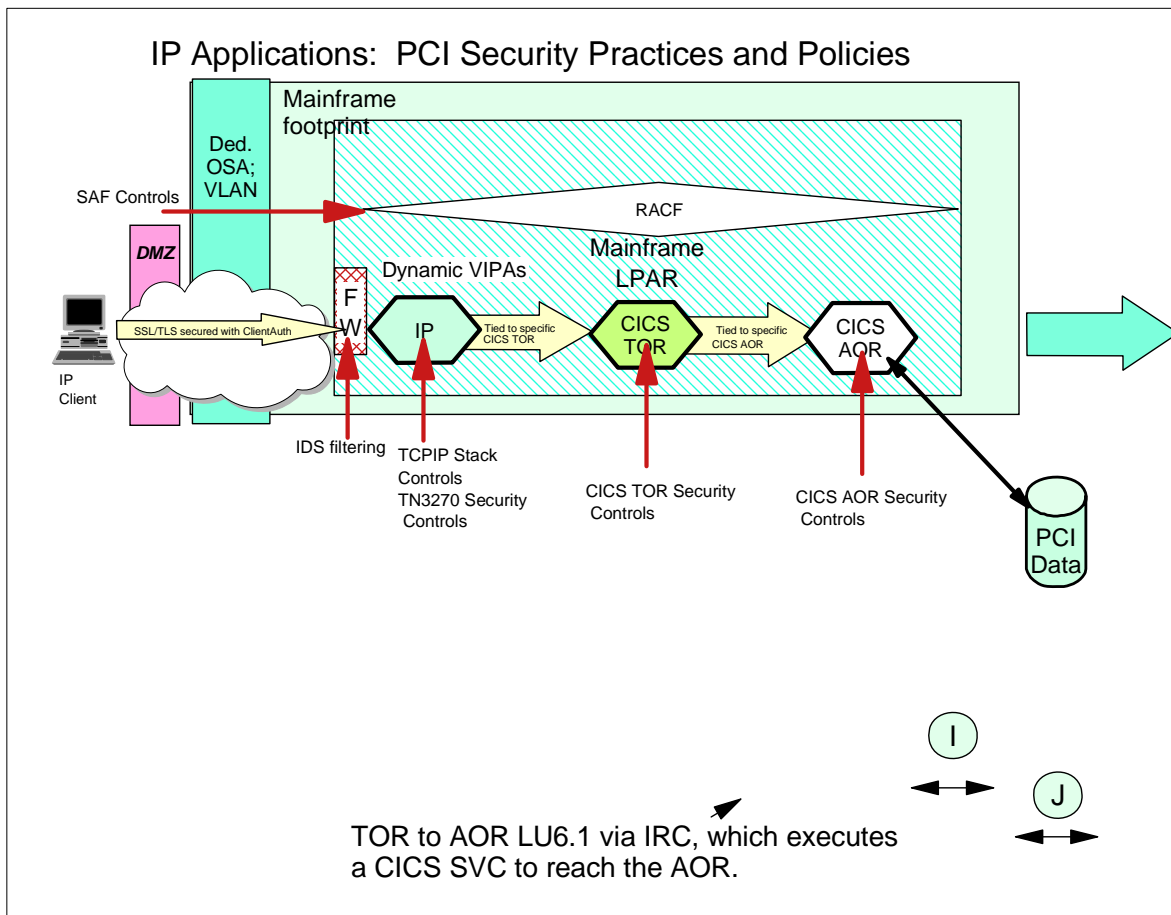 IP Applications:  PCI Security Practices and Policies
Mainframe
footprint
Ded.
OSA;
VLAN
SAF Controls
RACF
DMZ
Mainframe
LPAR
Dynamic VIPAs
F
W
SSL/TLS secured with ClientAuth
IP
Tied to specific
CICS TOR
CICS
TOR
Tied to specific
CICS AOR
CICS
AOR
IP
Client
IDS filtering
TCPIP Stack
Controls
TN3270 Security
Controls
CICS TOR Security
Controls
CICS AOR Security
Controls
PCI
Data
I
J
TOR to AOR LU6.1 via IRC, which executes
a CICS SVC to reach the AOR.